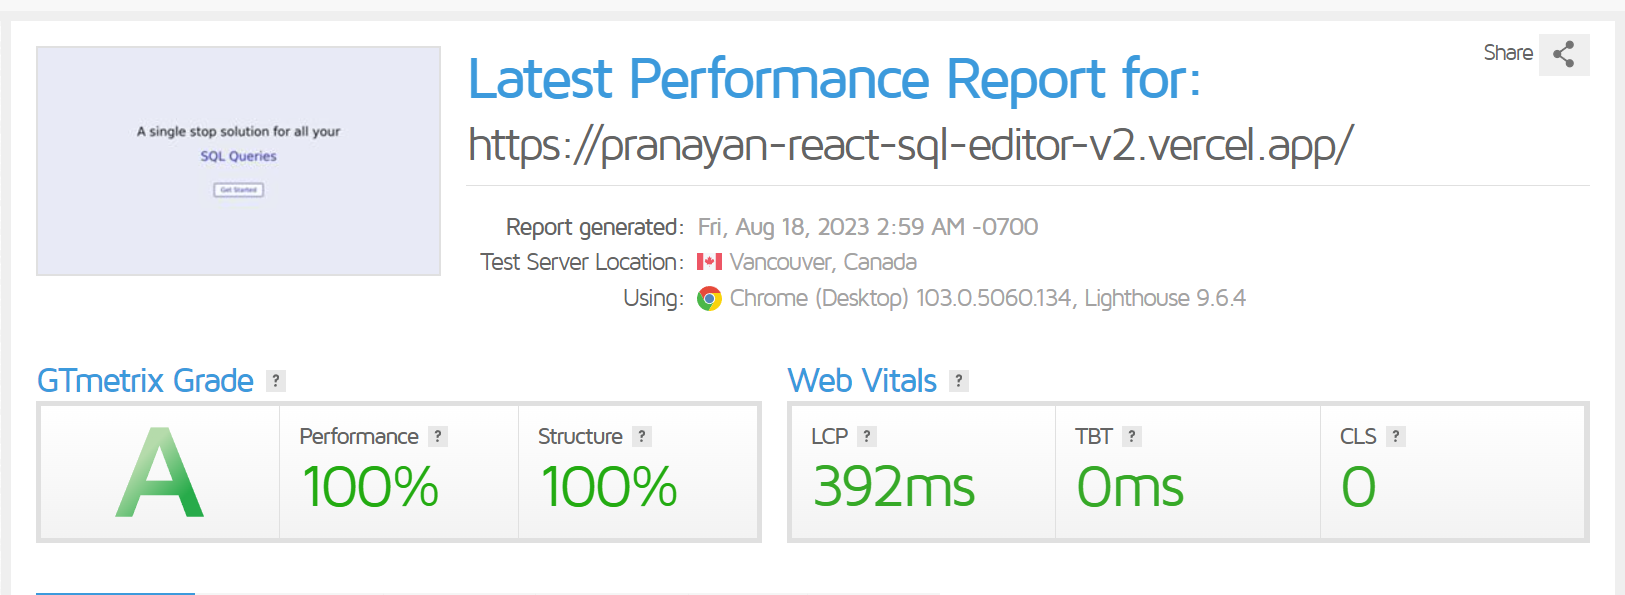 A single stop solution for all your
SQL Queries
Get Started
Share
Latest Performance Report for:
https://pranayan-react-sql-editor-v2.vercel.app/
Report generated: Fri, Aug 18, 2023 2:59 AM -0700
Test Server Location: Vancouver, Canada
Using: Chrome (Desktop) 103.0.5060.134, Lighthouse 9.6.4
GTmetrix Grade ?
A
Performance ?
100%
Structure ?
100%
Web Vitals ?
LCP ?
392ms
TBT ?
0ms
CLS ?
0